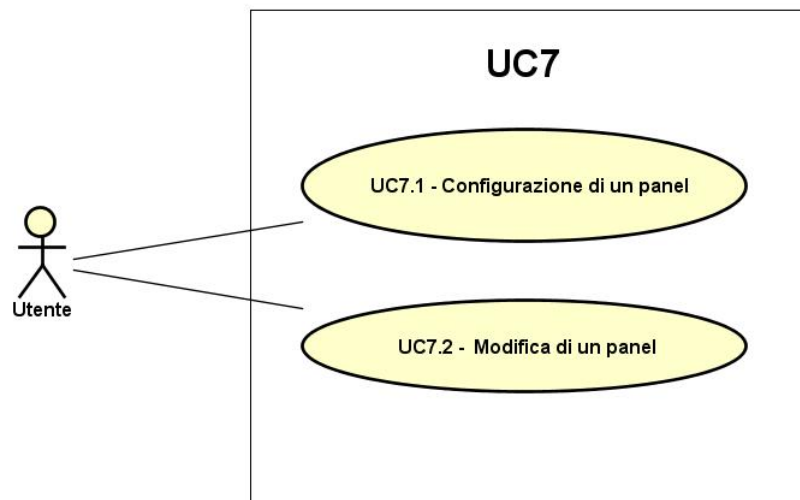 UC7
UC7.1 - Configurazione di un panel
Utente
UC7.2 - Modifica di un panel